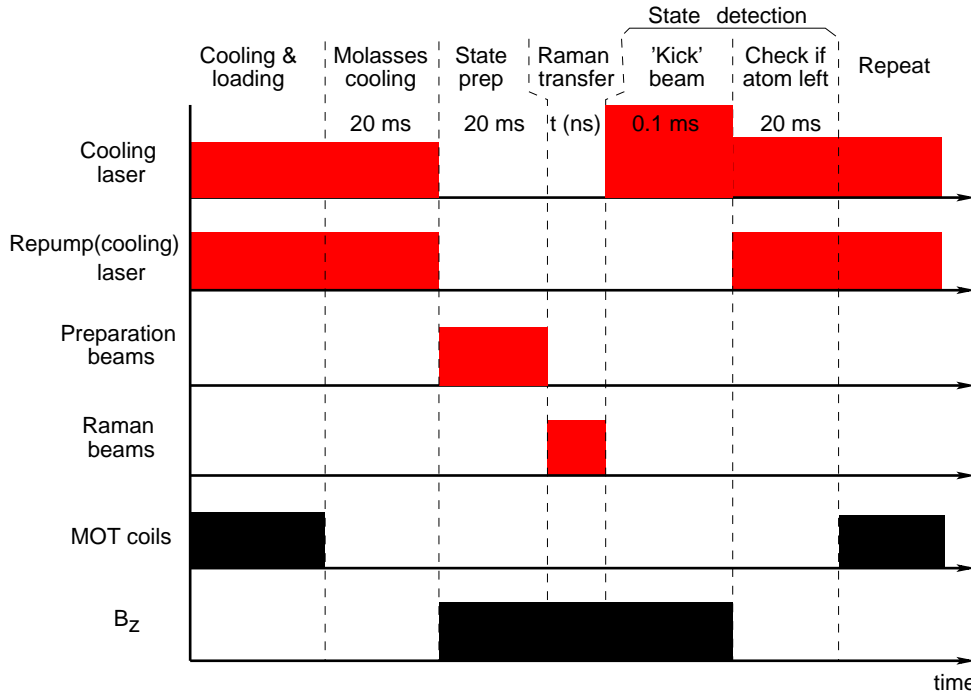 State detection
Cooling &
loading
Molasses
cooling
State
prep
Raman
transfer
'Kick'
beam
Check if
atom left
Repeat
20 ms
20 ms
t (ns)
0.1 ms
20 ms
Cooling
laser
Repump(cooling)
laser
Preparation
beams
Raman
beams
MOT coils
Bz
time